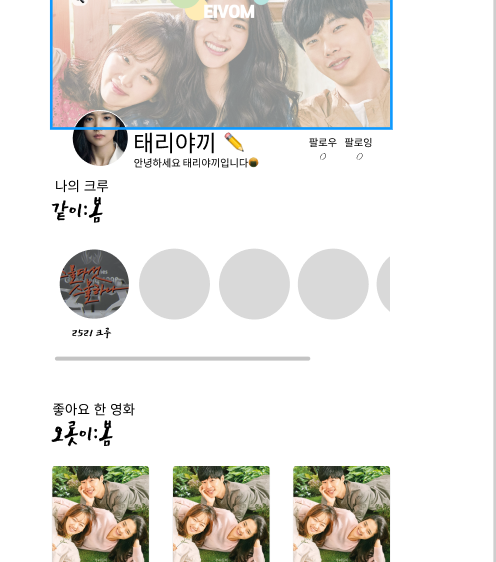 EIVOM
태리야끼
안녕하세요 태리야끼입니다
팔로우 팔로잉
0 0
나의 크루
같이:봄
2521 크루
좋아요 한 영화
오롯이:봄